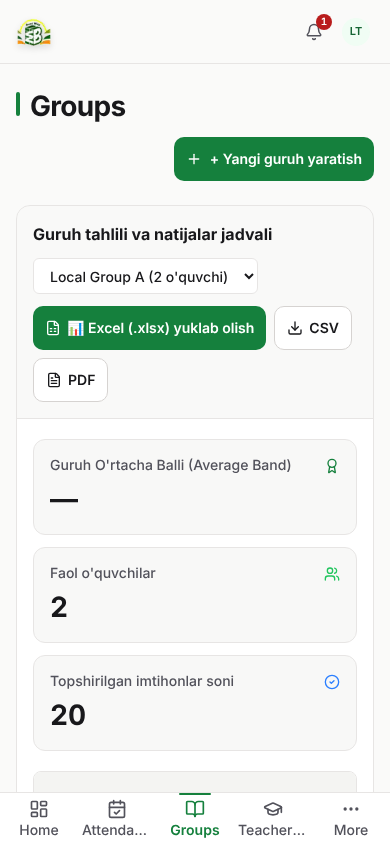 1
LT
Groups
+ Yangi guruh yaratish
Guruh tahlili va natijalar jadvali
Local Group A (2 o'quvchi)
📊 Excel (.xlsx) yuklab olish
CSV
PDF
Guruh O'rtacha Balli (Average Band)
—
Faol o'quvchilar
2
Topshirilgan imtihonlar soni
20
Home
Attenda...
Groups
Teacher...
More